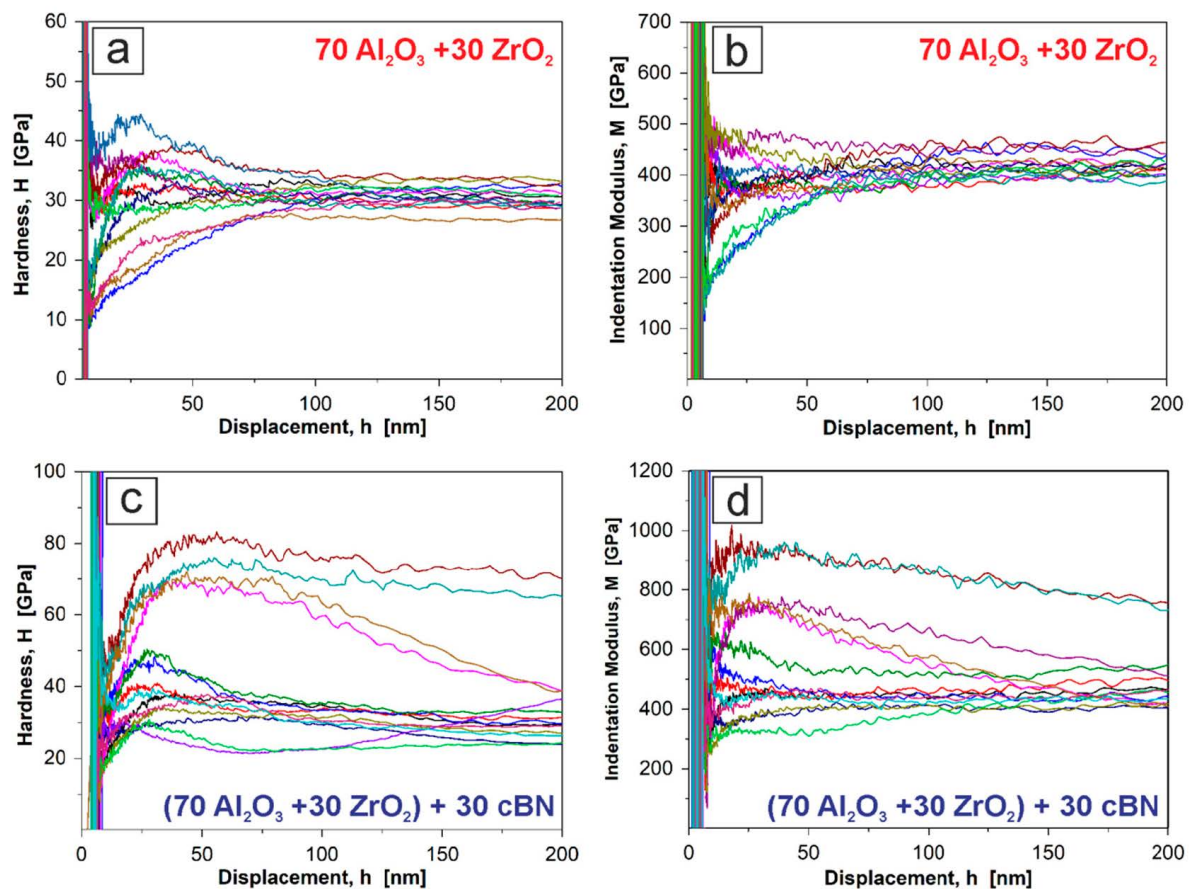 a
70 Al₂O₃ +30 ZrO₂
Hardness, H [GPa]
60
50
40
30
20
10
0
50
100
150
200
Displacement, h [nm]
b
70 Al₂O₃ +30 ZrO₂
Indentation Modulus, M [GPa]
700
600
500
400
300
200
100
0
50
100
150
200
Displacement, h [nm]
c
(70 Al₂O₃ +30 ZrO₂) + 30 cBN
Hardness, H [GPa]
100
80
60
40
20
0
50
100
150
200
Displacement, h [nm]
d
(70 Al₂O₃ +30 ZrO₂) + 30 cBN
Indentation Modulus, M [GPa]
1200
1000
800
600
400
200
0
0
50
100
150
200
Displacement, h [nm]